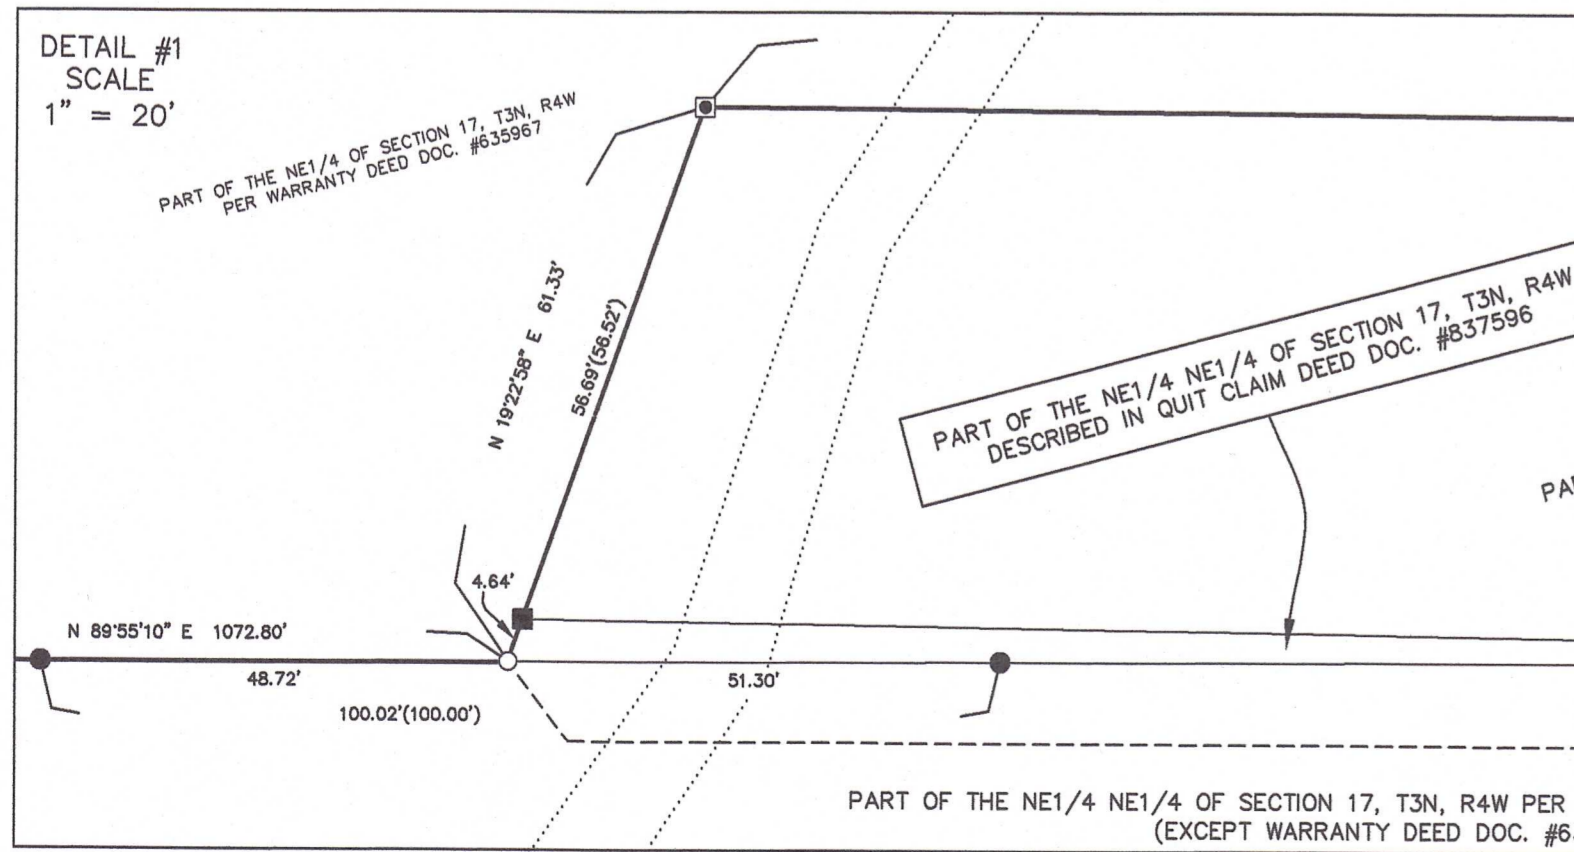 DETAIL #1
SCALE
1" = 20'
PART OF THE NE1/4 OF SECTION 17, T3N, R4W
PER WARRANTY DEED DOC. #635967
N 19°22'58" E 61.33'
56.69'(56.52')
PART OF THE NE1/4 NE1/4 OF SECTION 17, T3N, R4W
DESCRIBED IN QUIT CLAIM DEED DOC. #837596
4.64'
N 89°55'10" E 1072.80'
48.72'
51.30'
100.02'(100.00')
PART OF THE NE1/4 NE1/4 OF SECTION 17, T3N, R4W PER
(EXCEPT WARRANTY DEED DOC. #6